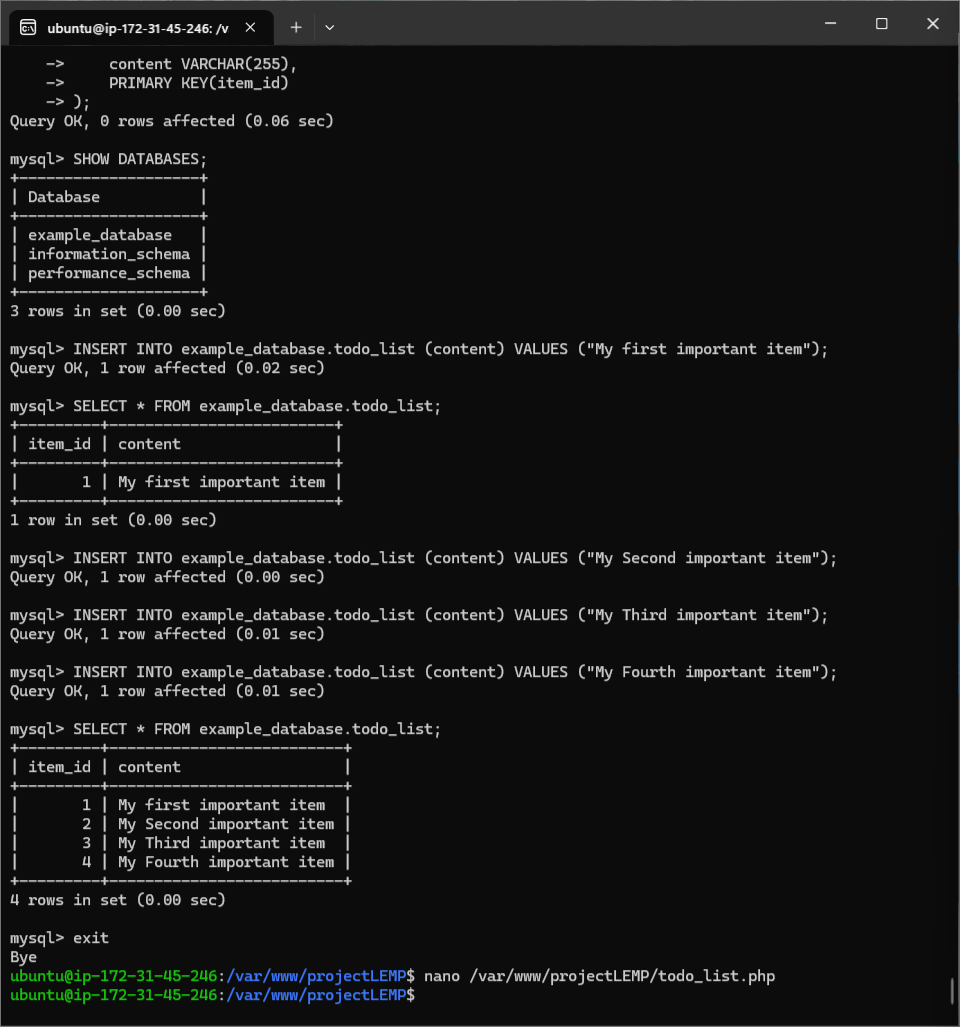 ubuntu@ip-172-31-45-246: /v
    ->     content VARCHAR(255),
    ->     PRIMARY KEY(item_id)
    -> );
Query OK, 0 rows affected (0.06 sec)

mysql> SHOW DATABASES;
+--------------------+
| Database           |
+--------------------+
| example_database   |
| information_schema |
| performance_schema |
+--------------------+
3 rows in set (0.00 sec)

mysql> INSERT INTO example_database.todo_list (content) VALUES ("My first important item");
Query OK, 1 row affected (0.02 sec)

mysql> SELECT * FROM example_database.todo_list;
+---------+-------------------------+
| item_id | content                 |
+---------+-------------------------+
|       1 | My first important item |
+---------+-------------------------+
1 row in set (0.00 sec)

mysql> INSERT INTO example_database.todo_list (content) VALUES ("My Second important item");
Query OK, 1 row affected (0.00 sec)

mysql> INSERT INTO example_database.todo_list (content) VALUES ("My Third important item");
Query OK, 1 row affected (0.01 sec)

mysql> INSERT INTO example_database.todo_list (content) VALUES ("My Fourth important item");
Query OK, 1 row affected (0.01 sec)

mysql> SELECT * FROM example_database.todo_list;
+---------+--------------------------+
| item_id | content                  |
+---------+--------------------------+
|       1 | My first important item  |
|       2 | My Second important item |
|       3 | My Third important item  |
|       4 | My Fourth important item |
+---------+--------------------------+
4 rows in set (0.00 sec)

mysql> exit
Bye
ubuntu@ip-172-31-45-246:/var/www/projectLEMP$ nano /var/www/projectLEMP/todo_list.php
ubuntu@ip-172-31-45-246:/var/www/projectLEMP$